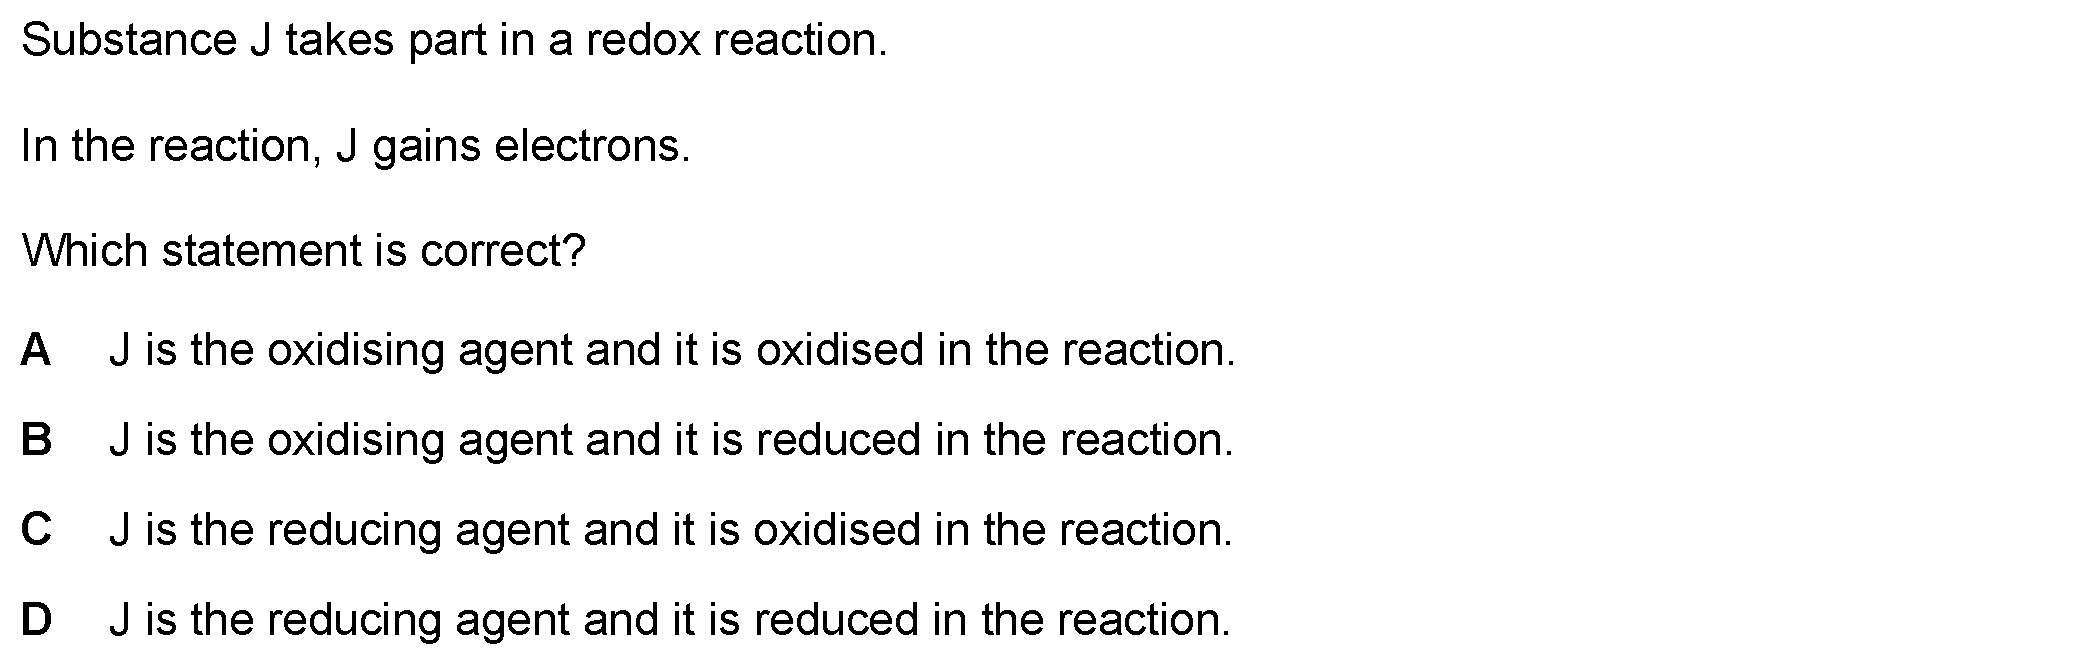 Substance J takes part in a redox reaction.
In the reaction, J gains electrons.
Which statement is correct?
A J is the oxidising agent and it is oxidised in the reaction.
B J is the oxidising agent and it is reduced in the reaction.
C J is the reducing agent and it is oxidised in the reaction.
D J is the reducing agent and it is reduced in the reaction.